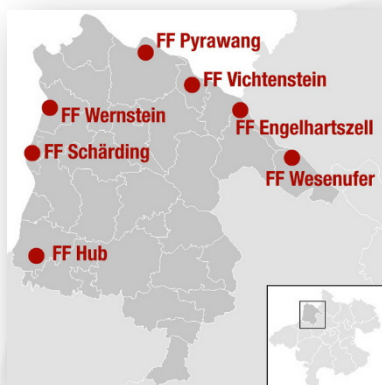 FF Pyrawang
FF Vichtenstein
FF Wernstein
FF Engelhartszell
FF Schärding
FF Wesenufer
FF Hub